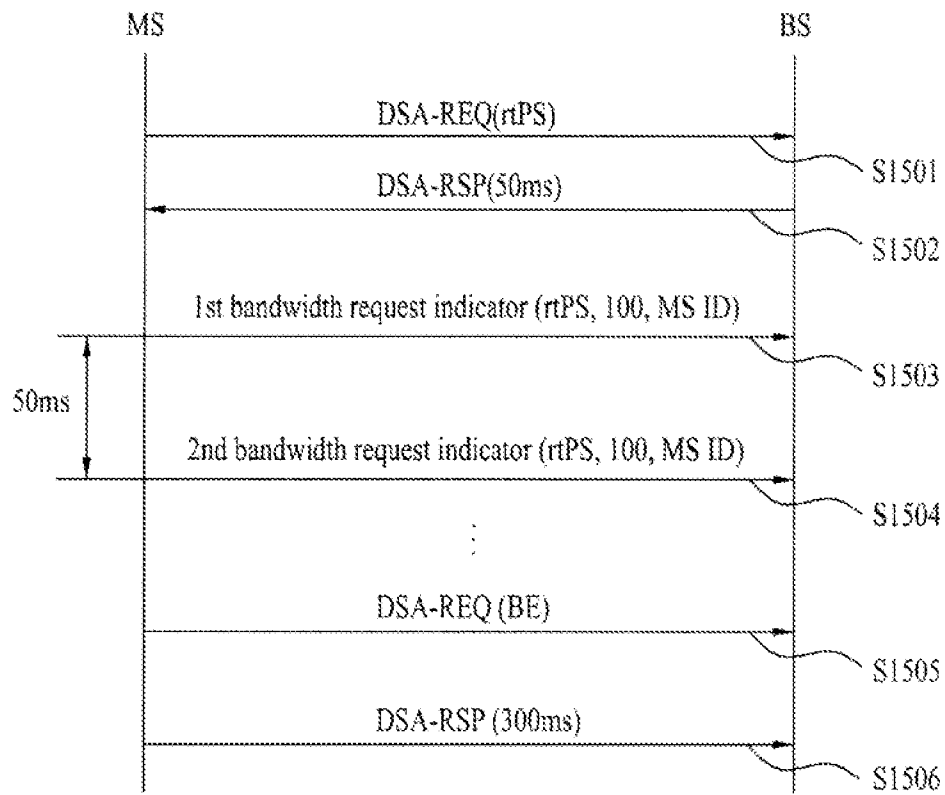 MS
BS
DSA-REQ(rtPS)
S1501
DSA-RSP(50ms)
S1502
1st bandwidth request indicator (rtPS, 100, MS ID)
S1503
50ms
2nd bandwidth request indicator (rtPS, 100, MS ID)
S1504
DSA-REQ (BE)
S1505
DSA-RSP (300ms)
S1506